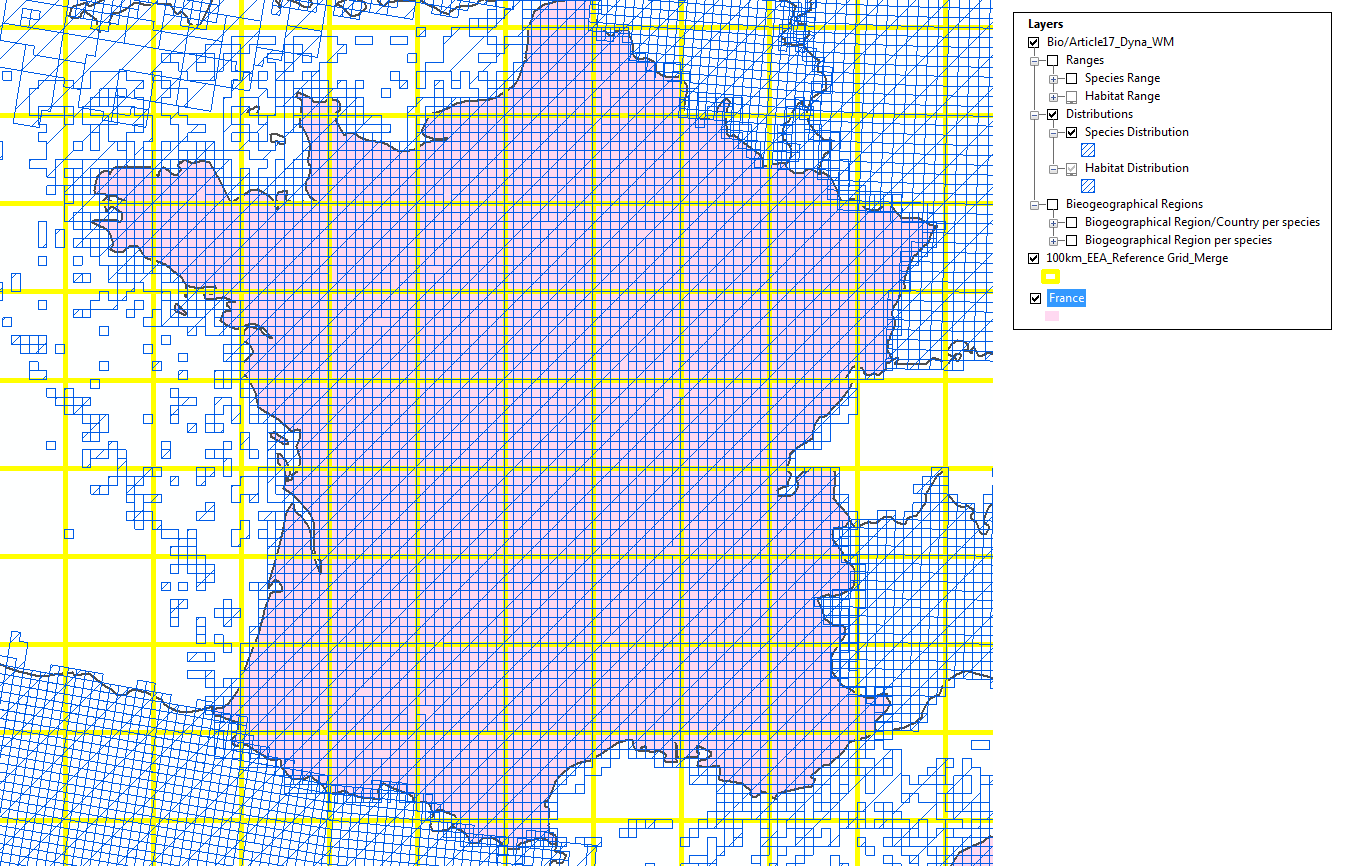 Layers
Bio/Article17_Dyna_WM
Ranges
Species Range
Habitat Range
Distributions
Species Distribution
Habitat Distribution
Bieogeographical Regions
Biogeographical Region/Country per species
Biogeographical Region per species
100km_EEA_Reference Grid_Merge
France